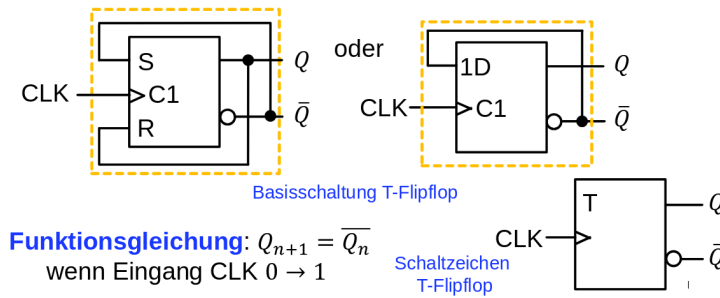 S
Q
oder
1D
Q
CLK
C1
Q̅
CLK
C1
Q̅
R
Basisschaltung T-Flipflop
T
Q
Funktionsgleichung: Qₙ₊₁ = Q̅ₙ̅
CLK
wenn Eingang CLK 0 → 1
Schaltzeichen
T-Flipflop
Q̅